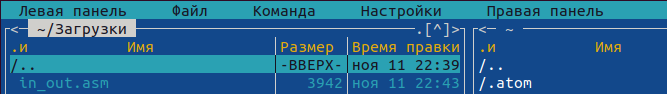 Левая панель Файл Команда Настройки Правая панель
<─ ~/Загрузки .[^]> <─ ~
.и Имя Размер Время правки .и Имя
/.. -ВВЕРХ- ноя 11 22:39 /..
in_out.asm 3942 ноя 11 22:43 /.atom